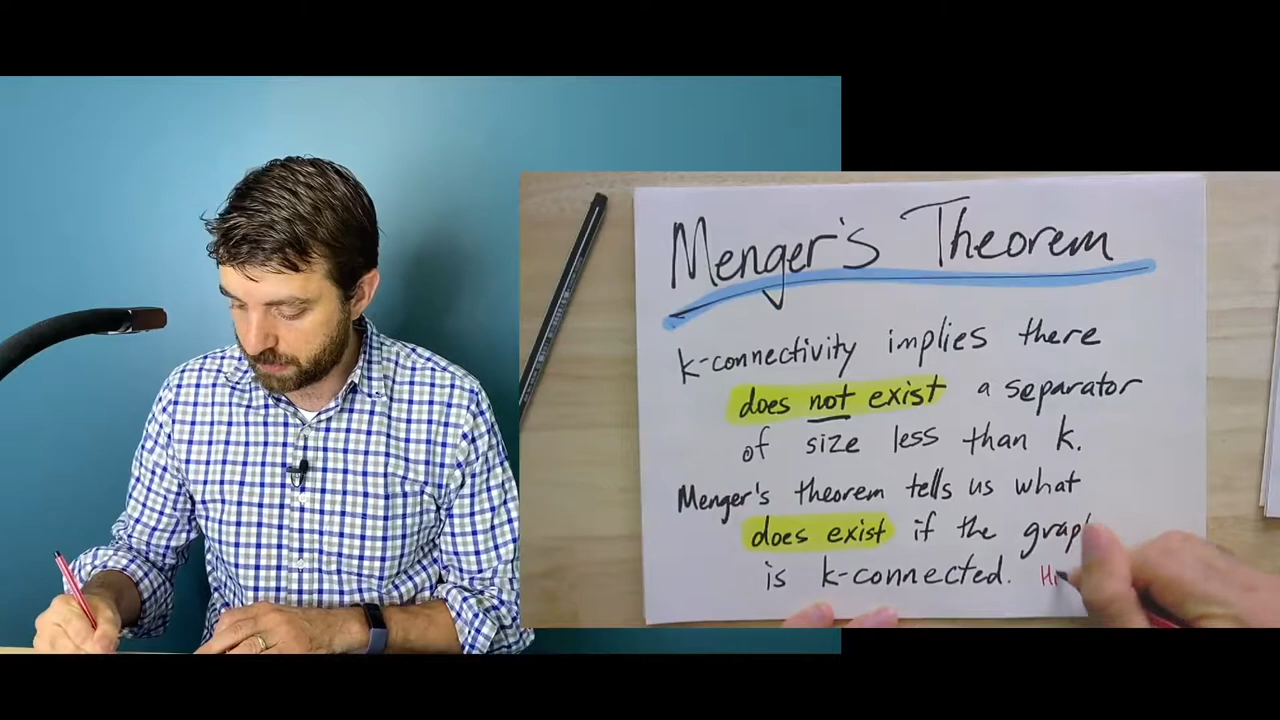 Menger's Theorem
k-connectivity implies there
does not exist a separator
of size less than k.
Menger's theorem tells us what
does exist if the
is k-connected.